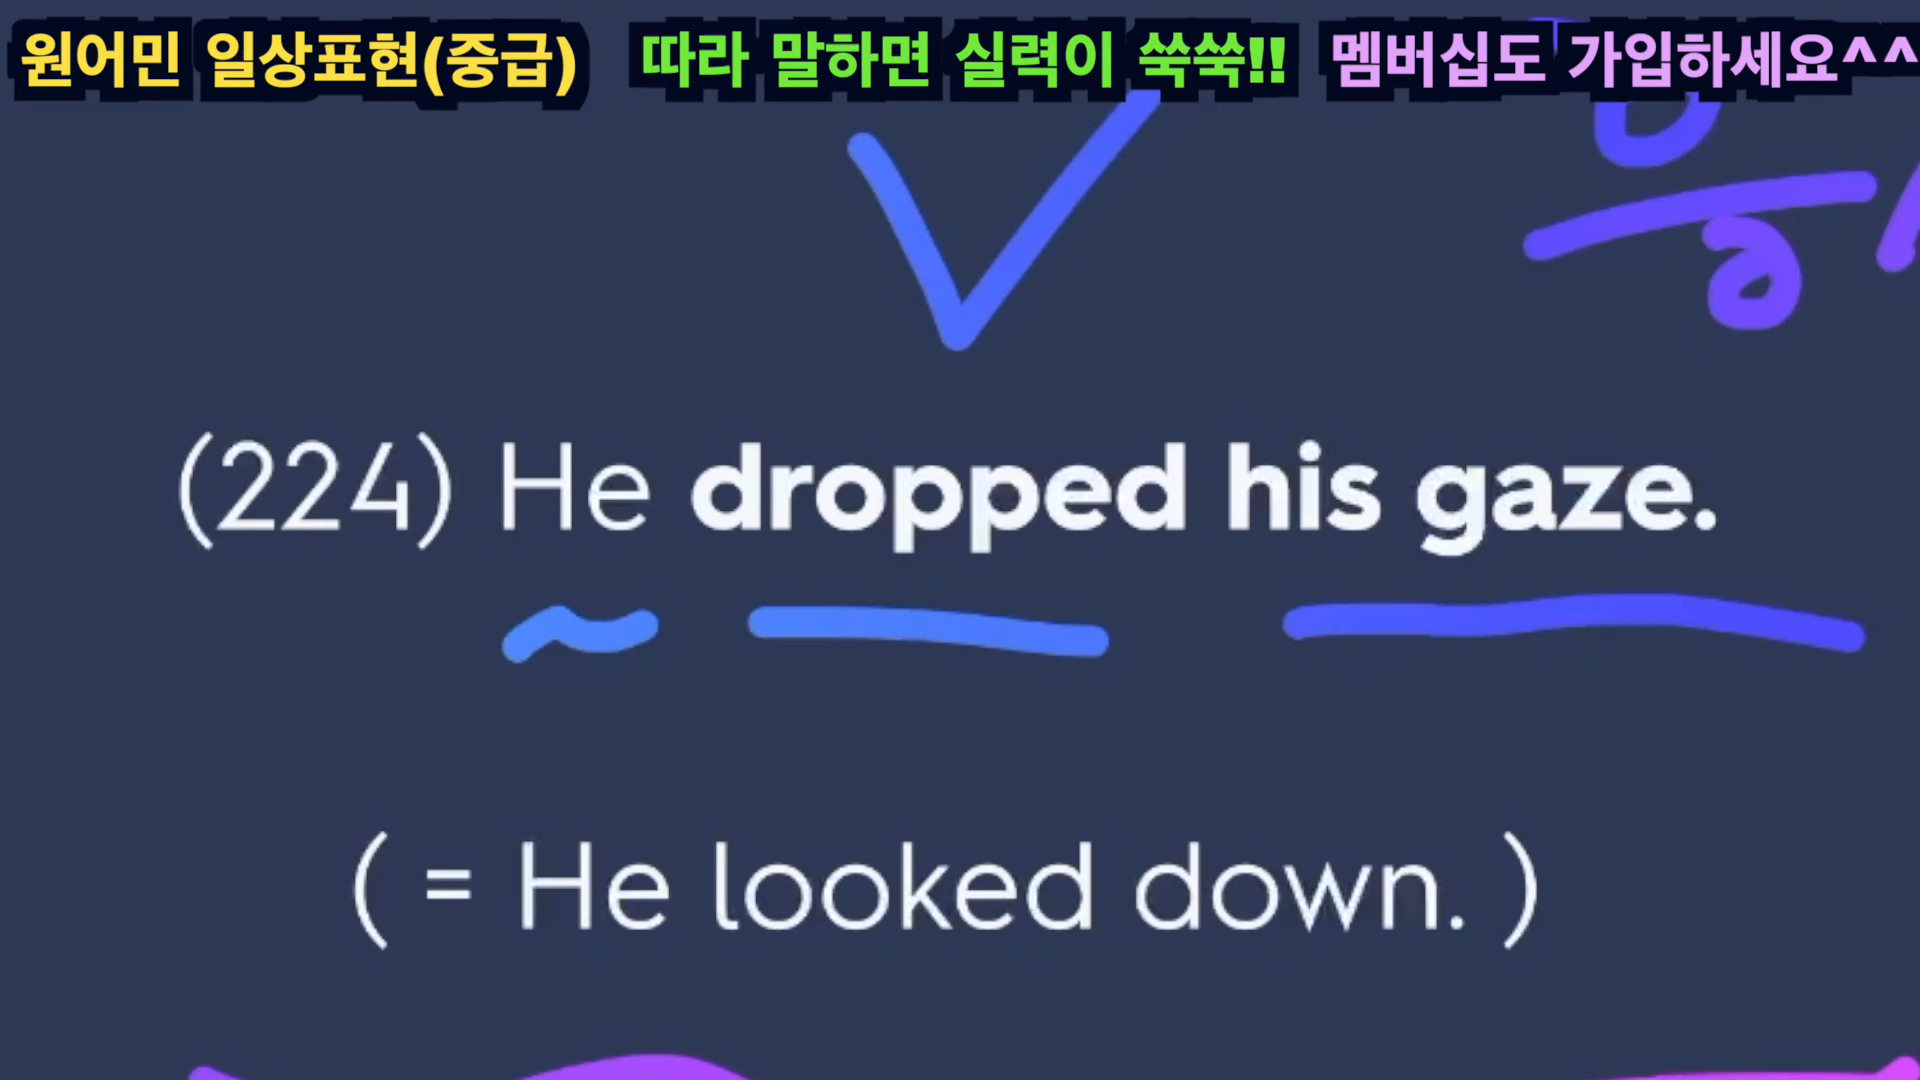 원어민 일상표현(중급) 따라 말하면 실력이 쑥쑥!! 멤버십도 가입하세요^^
(224) He dropped his gaze.
( = He looked down. )